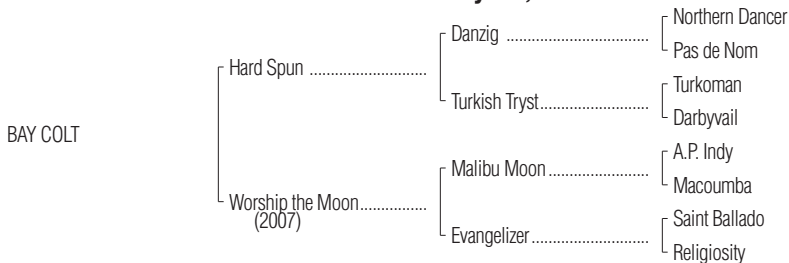 Northern Dancer
Danzig ................................
Pas de Nom
Hard Spun ..........................
Turkoman
Turkish Tryst........................
Darbyvail
BAY COLT
A.P. Indy
Malibu Moon.......................
Macoumba
Worship the Moon...............
(2007)
Saint Ballado
Evangelizer..........................
Religiosity